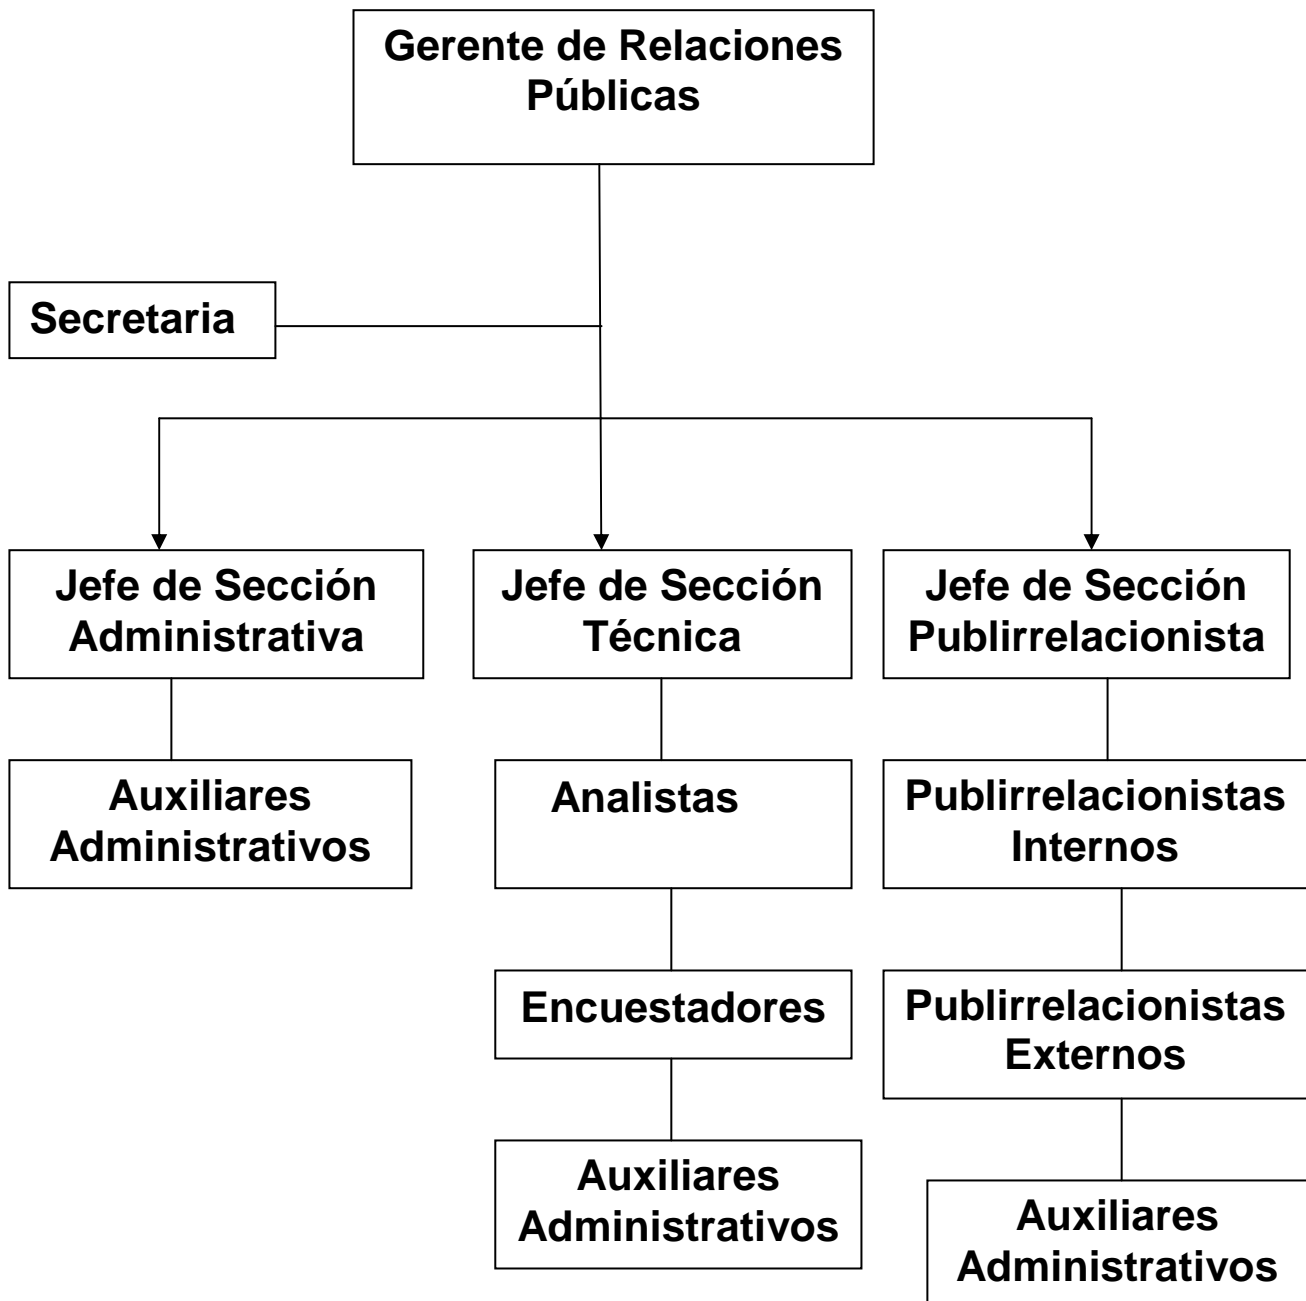 Gerente de Relaciones
Públicas
Secretaria
Jefe de Sección
Administrativa
Jefe de Sección
Técnica
Jefe de Sección
Publirrelacionista
Auxiliares
Administrativos
Analistas
Publirrelacionistas
Internos
Encuestadores
Publirrelacionistas
Externos
Auxiliares
Administrativos
Auxiliares
Administrativos